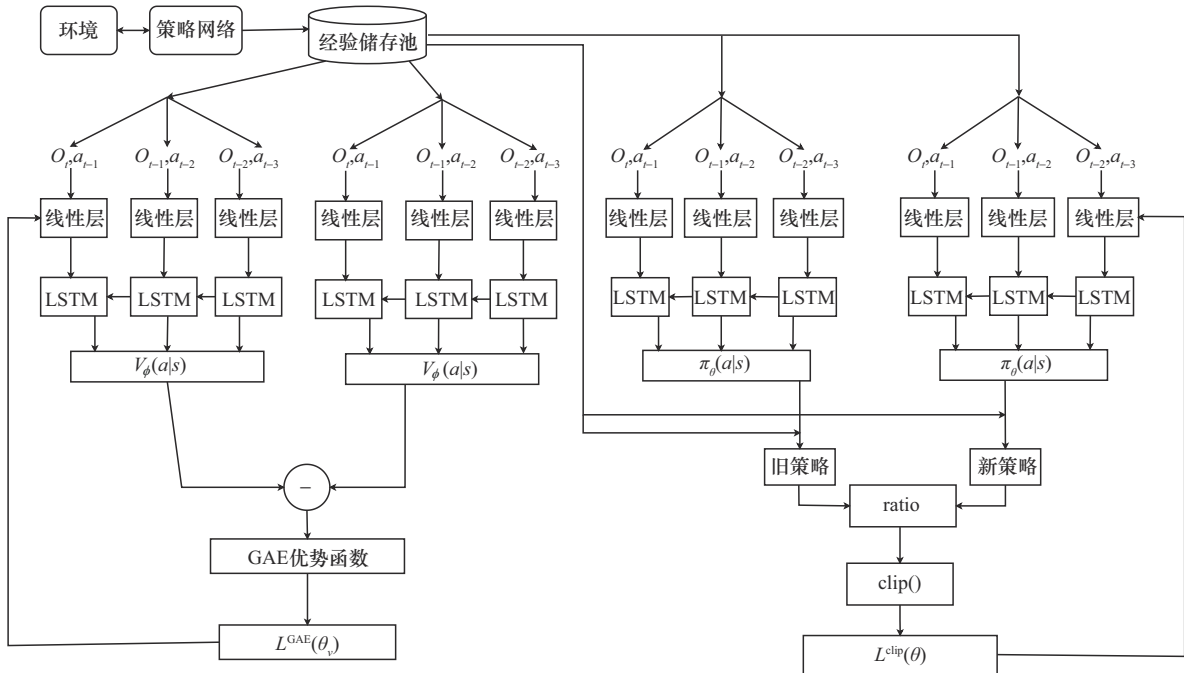 环境
策略网络
经验储存池
O_t,a_{t-1} O_{t-1},a_{t-2} O_{t-2},a_{t-3}
O_t,a_{t-1} O_{t-1},a_{t-2} O_{t-2},a_{t-3}
O_t,a_{t-1} O_{t-1},a_{t-2} O_{t-2},a_{t-3}
O_t,a_{t-1} O_{t-1},a_{t-2} O_{t-2},a_{t-3}
线性层 线性层 线性层
线性层 线性层 线性层
线性层 线性层 线性层
线性层 线性层 线性层
LSTM LSTM LSTM
LSTM LSTM LSTM
LSTM LSTM LSTM
LSTM LSTM LSTM
V_ϕ(a|s)
V_ϕ(a|s)
π_θ(a|s)
π_θ(a|s)
−
GAE优势函数
L^{GAE}(θ_v)
旧策略
新策略
ratio
clip()
L^{clip}(θ)